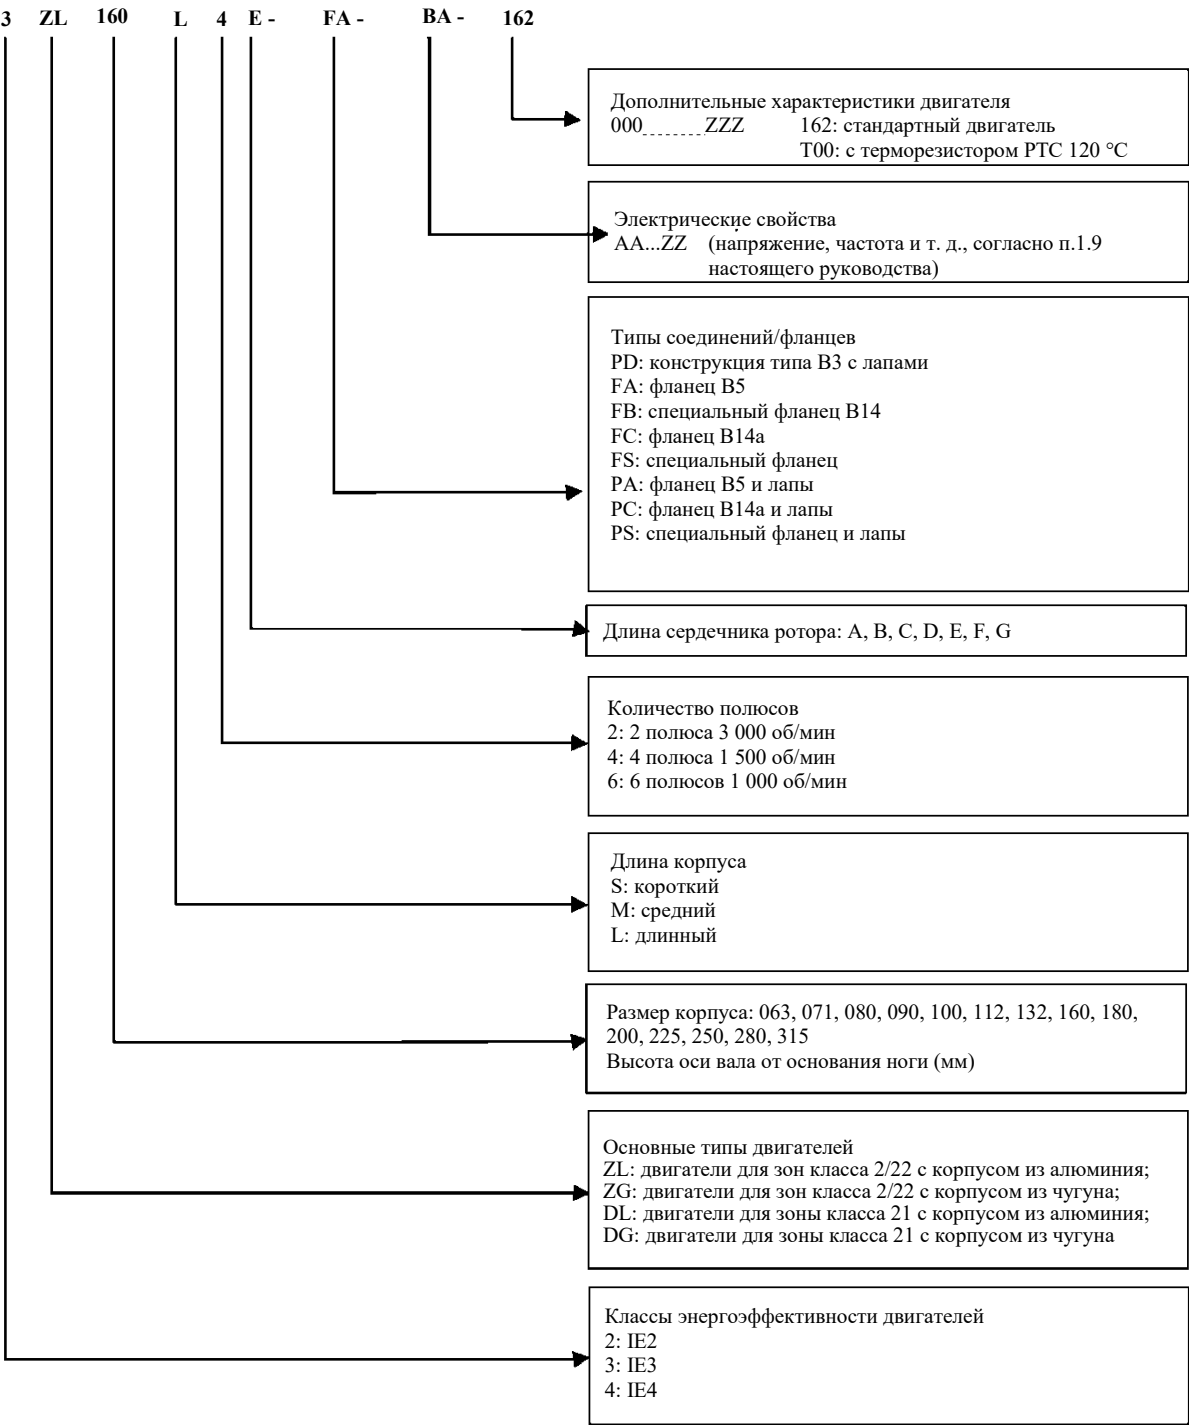 3 ZL 160 L 4 E - FA - BA - 162
Дополнительные характеристики двигателя
000........ZZZ 162: стандартный двигатель
T00: с терморезистором PTC 120 °C
Электрические свойства
AA...ZZ (напряжение, частота и т. д., согласно п.1.9
настоящего руководства)
Типы соединений/фланцев
PD: конструкция типа B3 с лапами
FA: фланец B5
FB: специальный фланец B14
FC: фланец B14a
FS: специальный фланец
PA: фланец B5 и лапы
PC: фланец B14a и лапы
PS: специальный фланец и лапы
Длина сердечника ротора: A, B, C, D, E, F, G
Количество полюсов
2: 2 полюса 3 000 об/мин
4: 4 полюса 1 500 об/мин
6: 6 полюсов 1 000 об/мин
Длина корпуса
S: короткий
M: средний
L: длинный
Размер корпуса: 063, 071, 080, 090, 100, 112, 132, 160, 180,
200, 225, 250, 280, 315
Высота оси вала от основания ноги (мм)
Основные типы двигателей
ZL: двигатели для зон класса 2/22 с корпусом из алюминия;
ZG: двигатели для зон класса 2/22 с корпусом из чугуна;
DL: двигатели для зоны класса 21 с корпусом из алюминия;
DG: двигатели для зоны класса 21 с корпусом из чугуна
Классы энергоэффективности двигателей
2: IE2
3: IE3
4: IE4